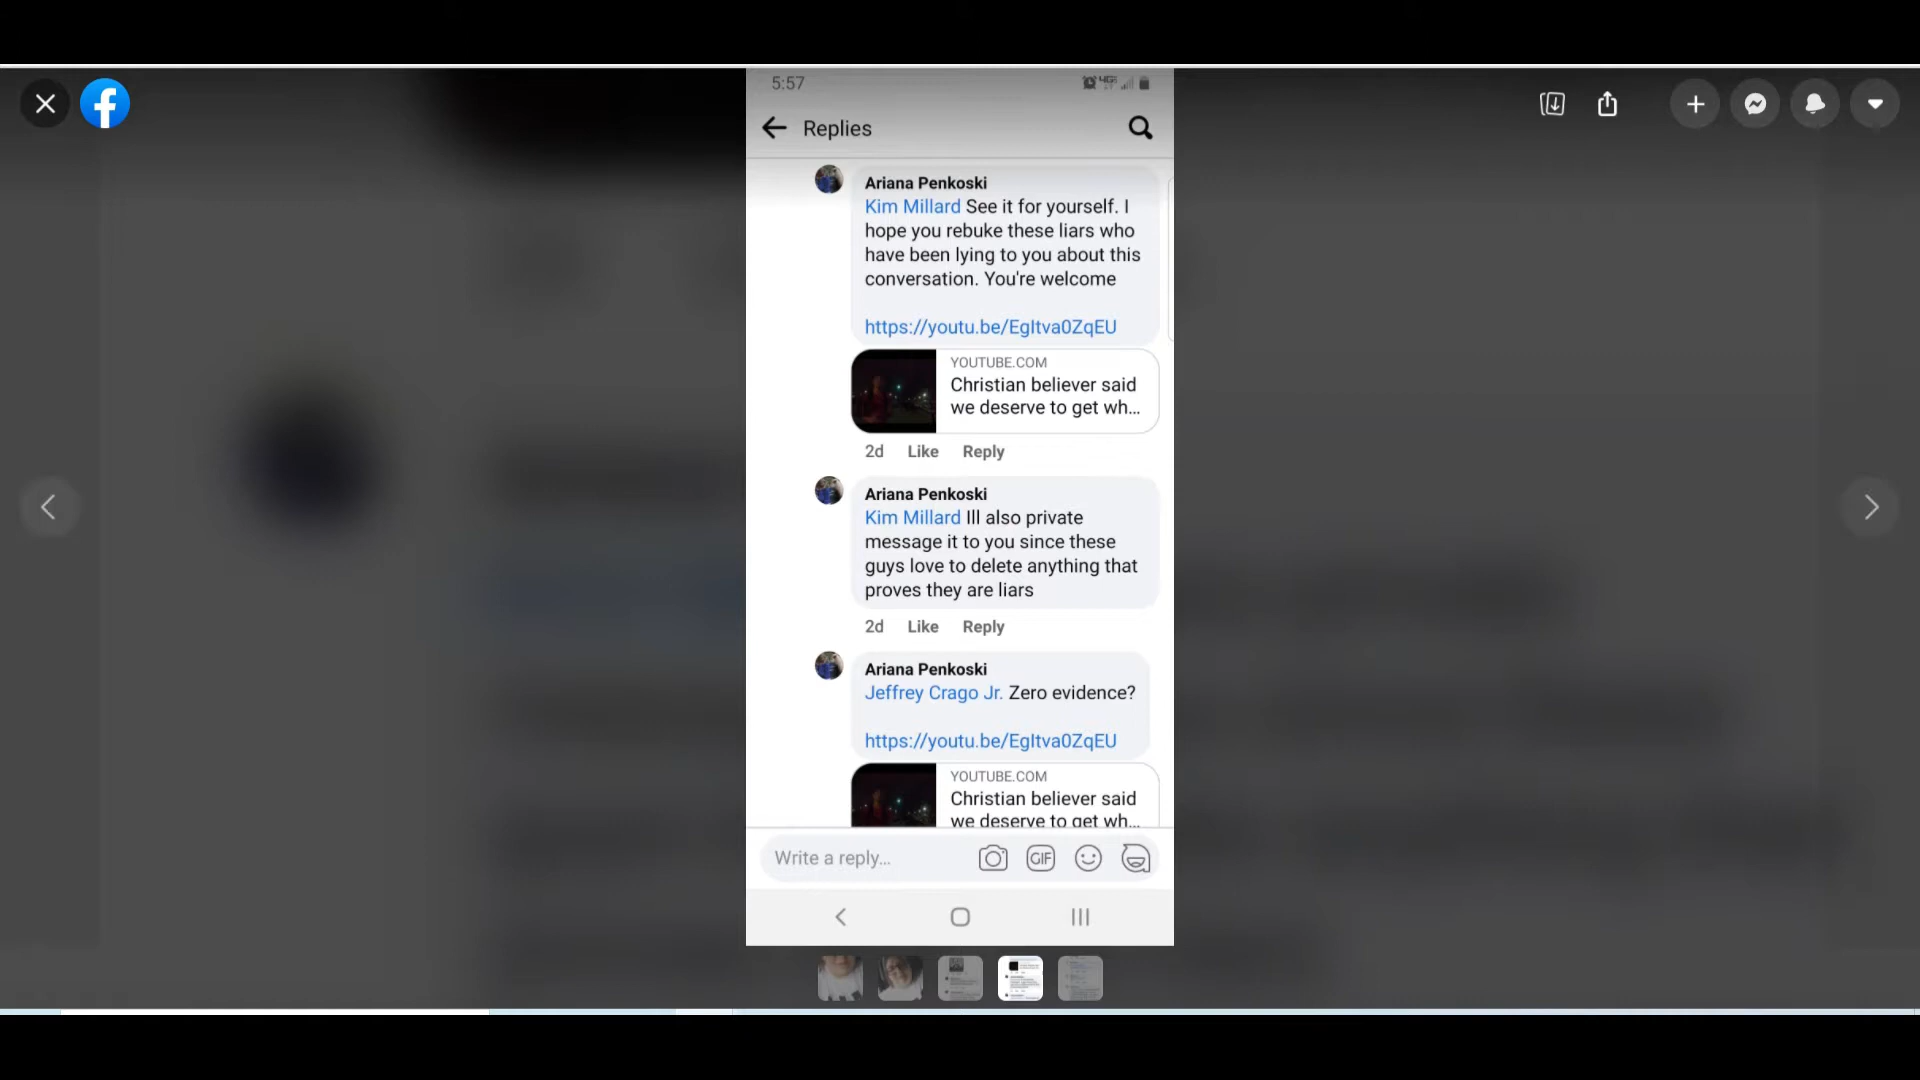 5:57
Replies
Ariana Penkoski
Kim Millard See it for yourself. I
hope you rebuke these liars who
have been lying to you about this
conversation. You're welcome
https://youtu.be/EgItva0ZqEU
YOUTUBE.COM
Christian believer said
we deserve to get wh...
2d Like Reply
Ariana Penkoski
Kim Millard Ill also private
message it to you since these
guys love to delete anything that
proves they are liars
2d Like Reply
Ariana Penkoski
Jeffrey Crago Jr. Zero evidence?
https://youtu.be/EgItva0ZqEU
YOUTUBE.COM
Christian believer said
we deserve to get wh...
Write a reply...
GIF